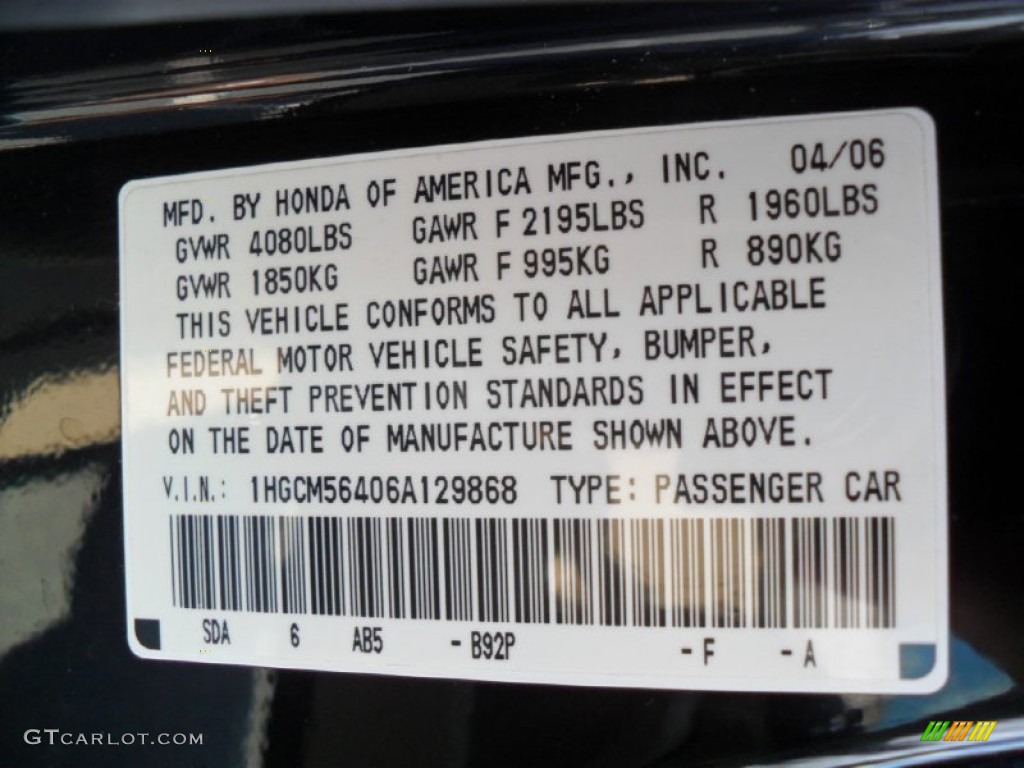 MFD. BY HONDA OF AMERICA MFG., INC. 04/06
GVWR 4080LBS GAWR F 2195LBS R 1960LBS
GVWR 1850KG GAWR F 995KG R 890KG
THIS VEHICLE CONFORMS TO ALL APPLICABLE
FEDERAL MOTOR VEHICLE SAFETY, BUMPER,
AND THEFT PREVENTION STANDARDS IN EFFECT
ON THE DATE OF MANUFACTURE SHOWN ABOVE.
V.I.N.: 1HGCM56406A129868 TYPE: PASSENGER CAR
SDA 6 AB5 - B92P - F - A
GTCARLOT.COM